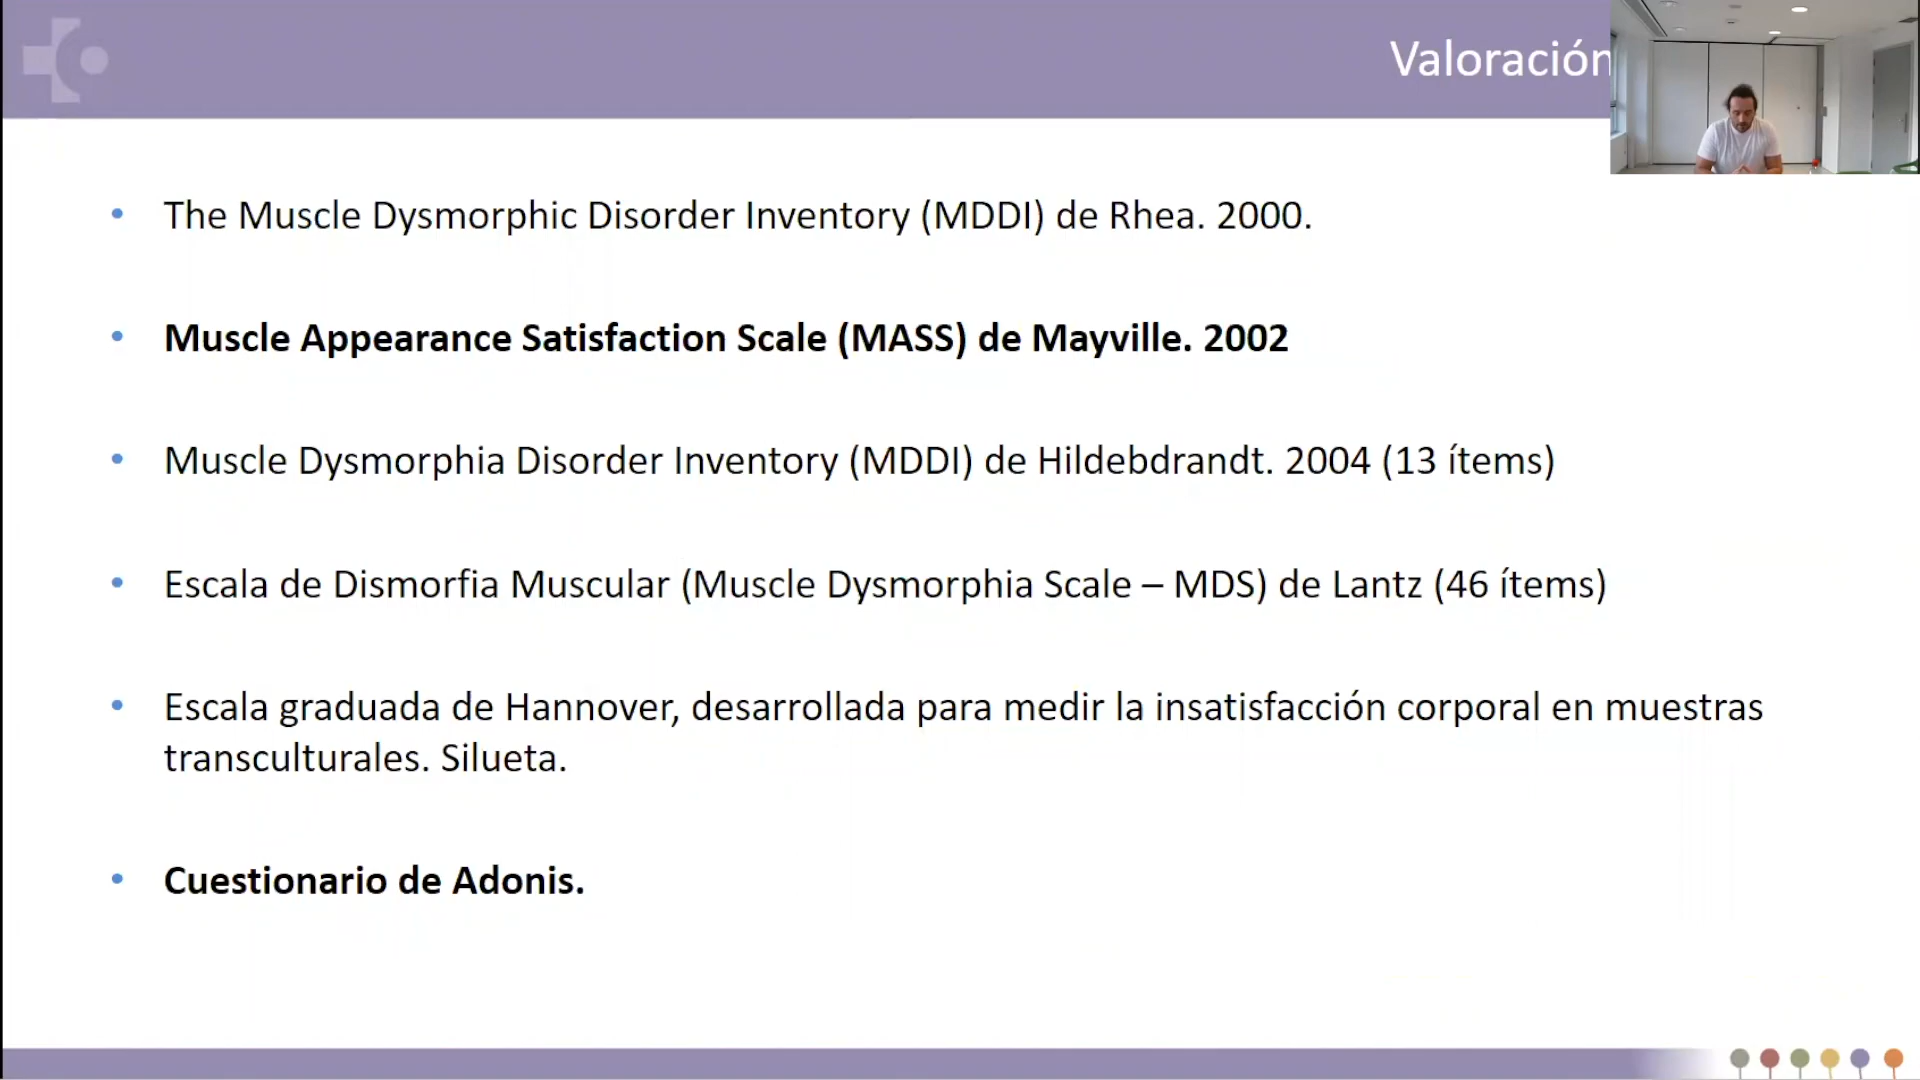 Valoración
• The Muscle Dysmorphic Disorder Inventory (MDDI) de Rhea. 2000.
• Muscle Appearance Satisfaction Scale (MASS) de Mayville. 2002
• Muscle Dysmorphia Disorder Inventory (MDDI) de Hildebdrandt. 2004 (13 ítems)
• Escala de Dismorfia Muscular (Muscle Dysmorphia Scale – MDS) de Lantz (46 ítems)
• Escala graduada de Hannover, desarrollada para medir la insatisfacción corporal en muestras
transculturales. Silueta.
• Cuestionario de Adonis.